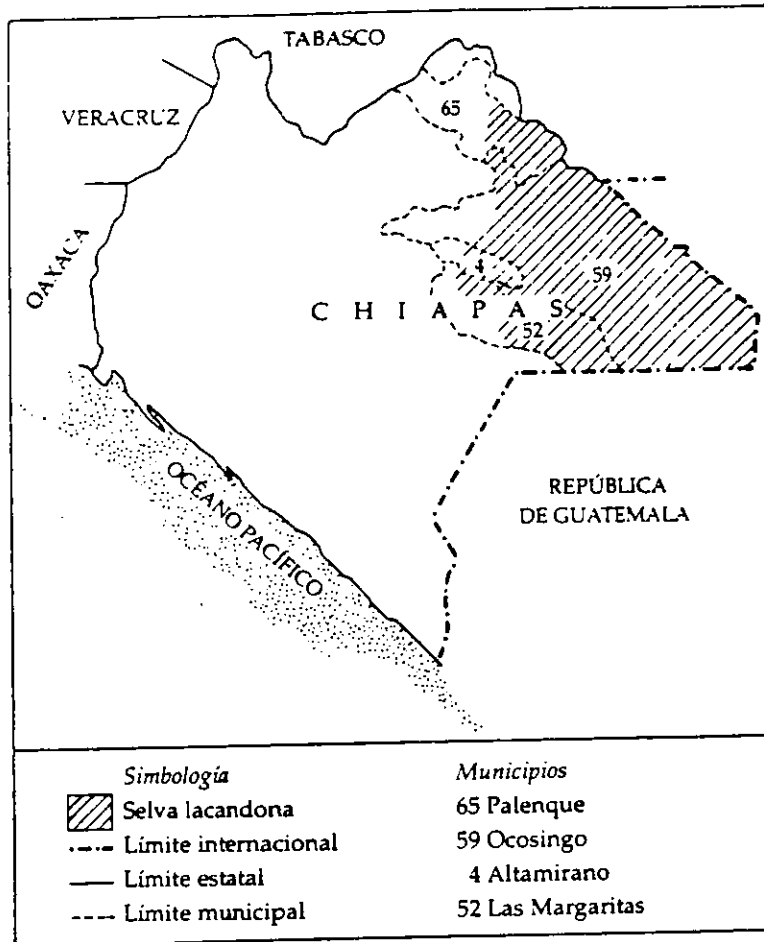 TABASCO
VERACRUZ
65
OAXACA
4
59
CHIAPAS
52
OCÉANO PACÍFICO
REPÚBLICA
DE GUATEMALA
Simbología
Selva lacandona
Límite internacional
Límite estatal
Límite municipal
Municipios
65 Palenque
59 Ocosingo
4 Altamirano
52 Las Margaritas